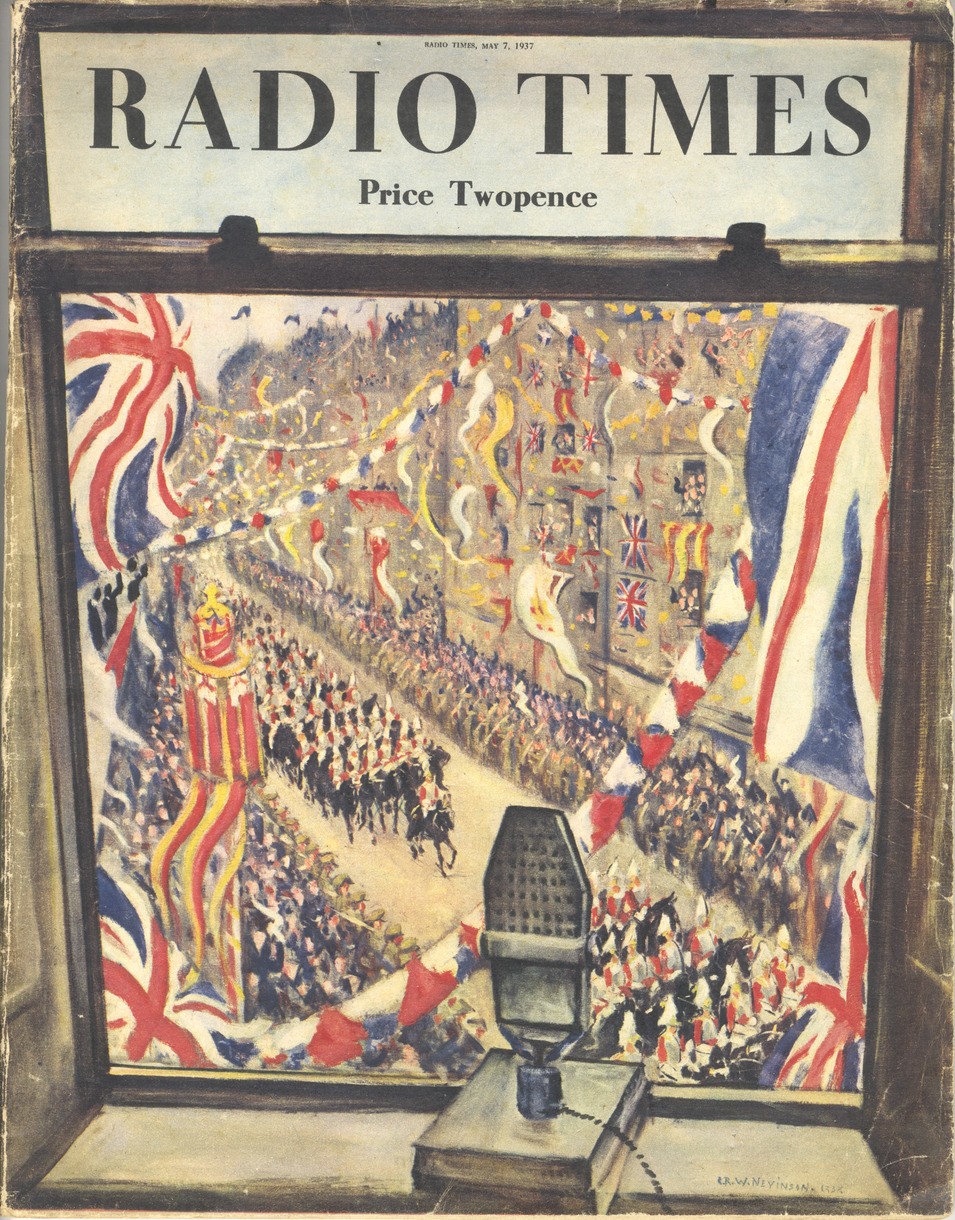 RADIO TIMES, MAY 7, 1937
RADIO TIMES
Price Twopence
C.R.W. NEVINSON.